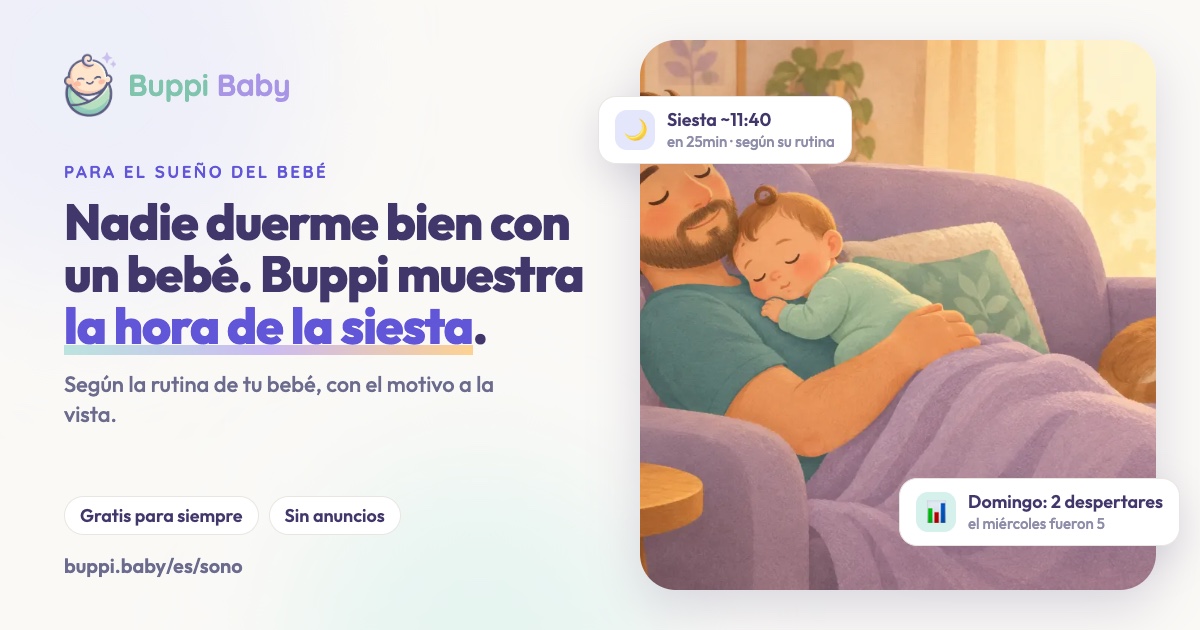 Buppi Baby
PARA EL SUEÑO DEL BEBÉ
Nadie duerme bien con
un bebé. Buppi muestra
la hora de la siesta.
Según la rutina de tu bebé, con el motivo a la
vista.
Gratis para siempre
Sin anuncios
buppi.baby/es/sono
Siesta ~11:40
en 25min · según su rutina
Domingo: 2 despertares
el miércoles fueron 5